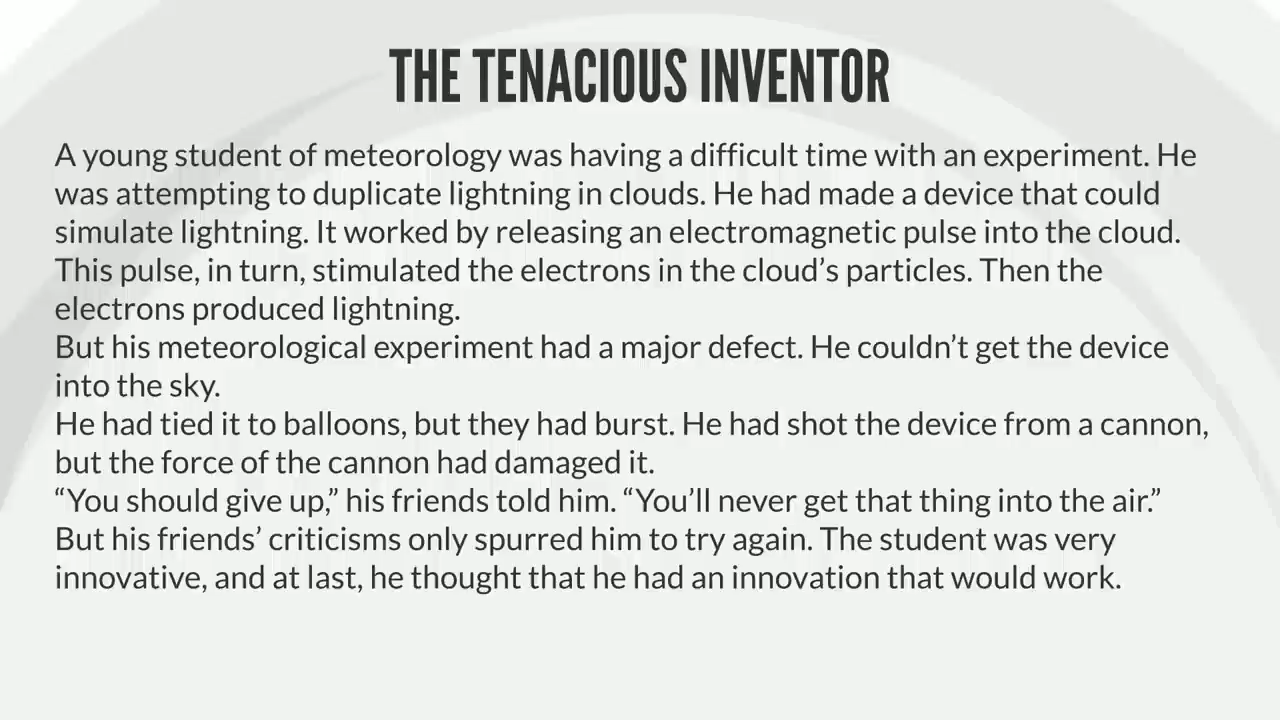 THE TENACIOUS INVENTOR
A young student of meteorology was having a difficult time with an experiment. He
was attempting to duplicate lightning in clouds. He had made a device that could
simulate lightning. It worked by releasing an electromagnetic pulse into the cloud.
This pulse, in turn, stimulated the electrons in the cloud’s particles. Then the
electrons produced lightning.
But his meteorological experiment had a major defect. He couldn’t get the device
into the sky.
He had tied it to balloons, but they had burst. He had shot the device from a cannon,
but the force of the cannon had damaged it.
“You should give up,” his friends told him. “You’ll never get that thing into the air.”
But his friends’ criticisms only spurred him to try again. The student was very
innovative, and at last, he thought that he had an innovation that would work.